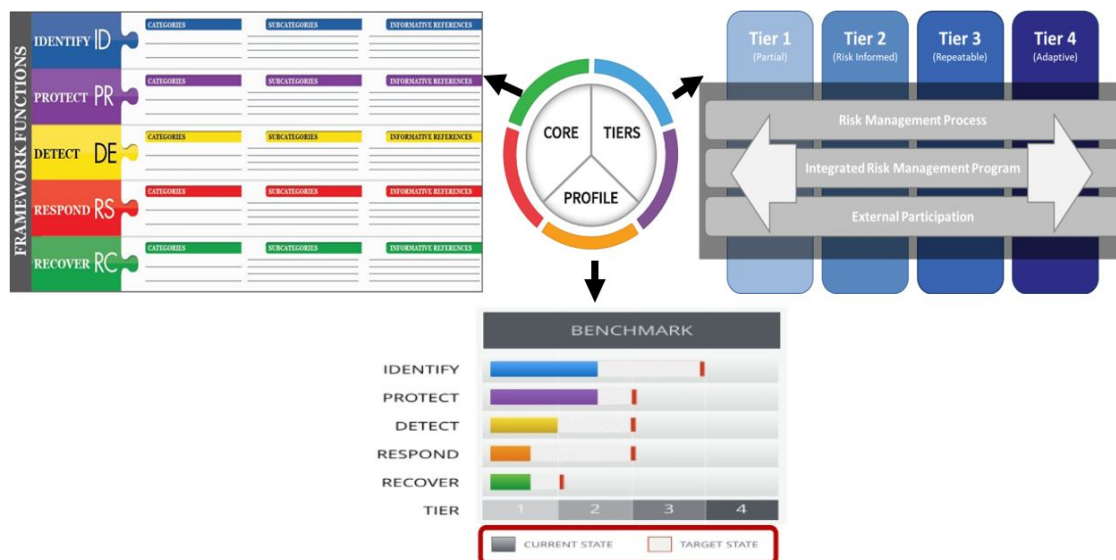 FRAMEWORK FUNCTIONS
CATEGORIES SUBCATEGORIES INFORMATIVE REFERENCES
IDENTIFY ID
CATEGORIES SUBCATEGORIES INFORMATIVE REFERENCES
PROTECT PR
CATEGORIES SUBCATEGORIES INFORMATIVE REFERENCES
DETECT DE
CATEGORIES SUBCATEGORIES INFORMATIVE REFERENCES
RESPOND RS
CATEGORIES SUBCATEGORIES INFORMATIVE REFERENCES
RECOVER RC
CORE TIERS
PROFILE
Tier 1 Tier 2 Tier 3 Tier 4
(Partial) (Risk Informed) (Repeatable) (Adaptive)
Risk Management Process
Integrated Risk Management Program
External Participation
BENCHMARK
IDENTIFY
PROTECT
DETECT
RESPOND
RECOVER
TIER 1 2 3 4
CURRENT STATE TARGET STATE